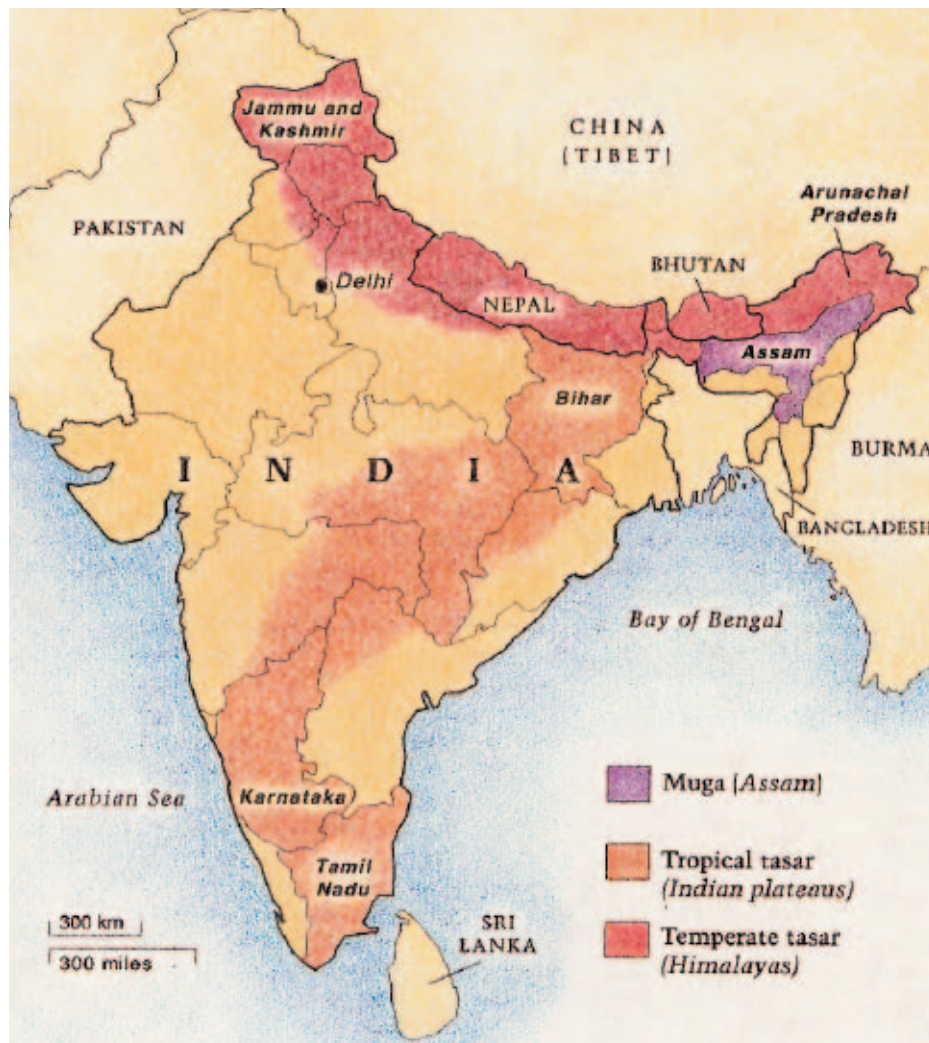 Jammu and
Kashmir
CHINA
(TIBET)
Arunachal
Pradesh
PAKISTAN
BHUTAN
Delhi
NEPAL
Assam
Bihar
BURMA
INDIA
BANGLADESH
Bay of Bengal
Muga (Assam)
Arabian Sea
Karnataka
Tropical tasar
(Indian plateaus)
Tamil
Nadu
300 km
SRI
LANKA
Temperate tasar
(Himalayas)
300 miles